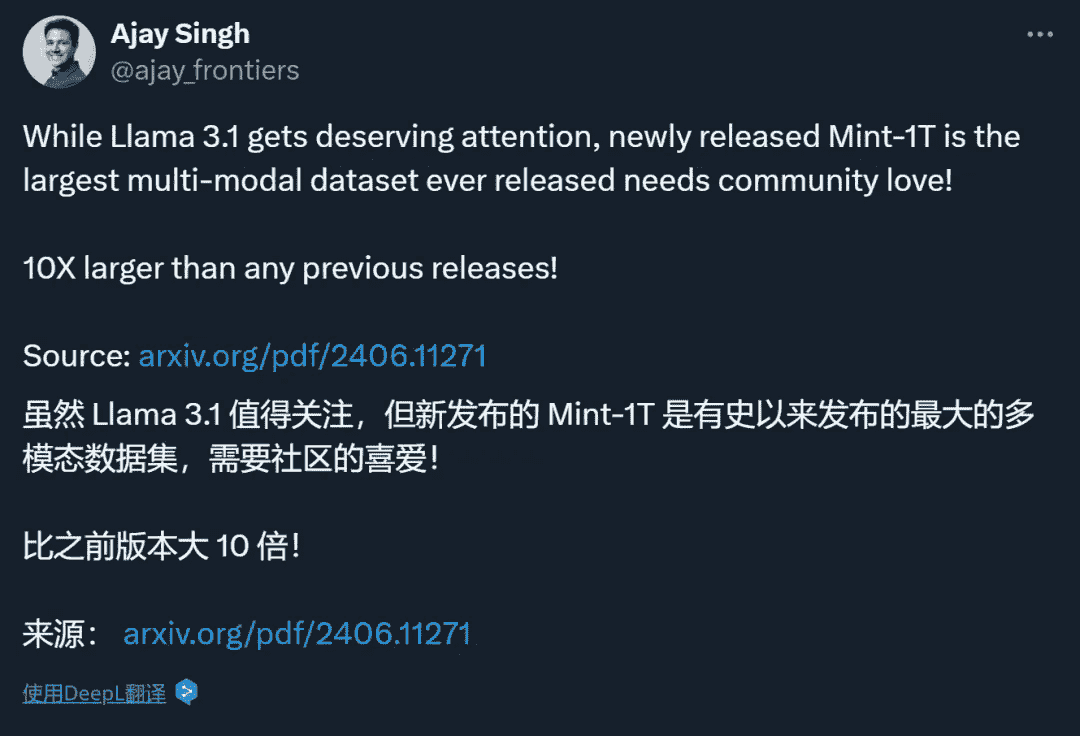 Ajay Singh
@ajay_frontiers
While Llama 3.1 gets deserving attention, newly released Mint-1T is the
largest multi-modal dataset ever released needs community love!
10X larger than any previous releases!
Source: arxiv.org/pdf/2406.11271
虽然 Llama 3.1 值得关注，但新发布的 Mint-1T 是有史以来发布的最大的多
模态数据集，需要社区的喜爱！
比之前版本大 10 倍！
来源： arxiv.org/pdf/2406.11271
使用DeepL翻译